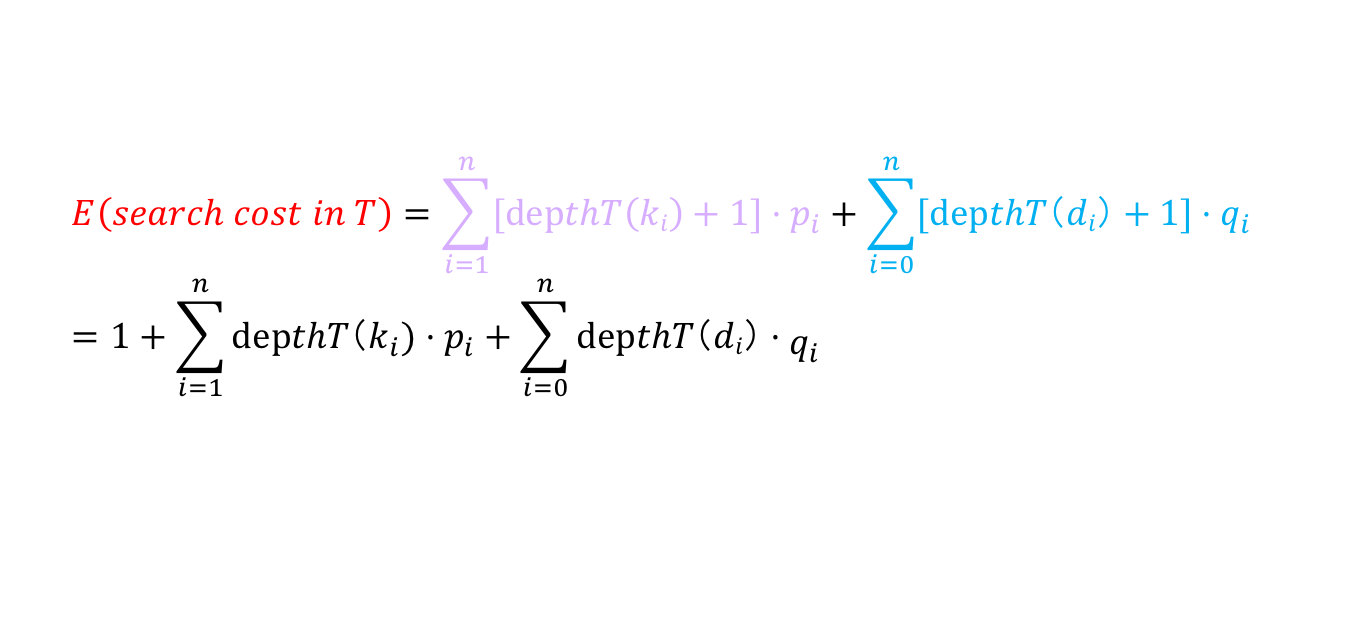 E(search cost in T) = ∑_{i=1}^{n} [depthT(k_i) + 1] · p_i + ∑_{i=0}^{n} [depthT(d_i) + 1] · q_i
= 1 + ∑_{i=1}^{n} depthT(k_i) · p_i + ∑_{i=0}^{n} depthT(d_i) · q_i